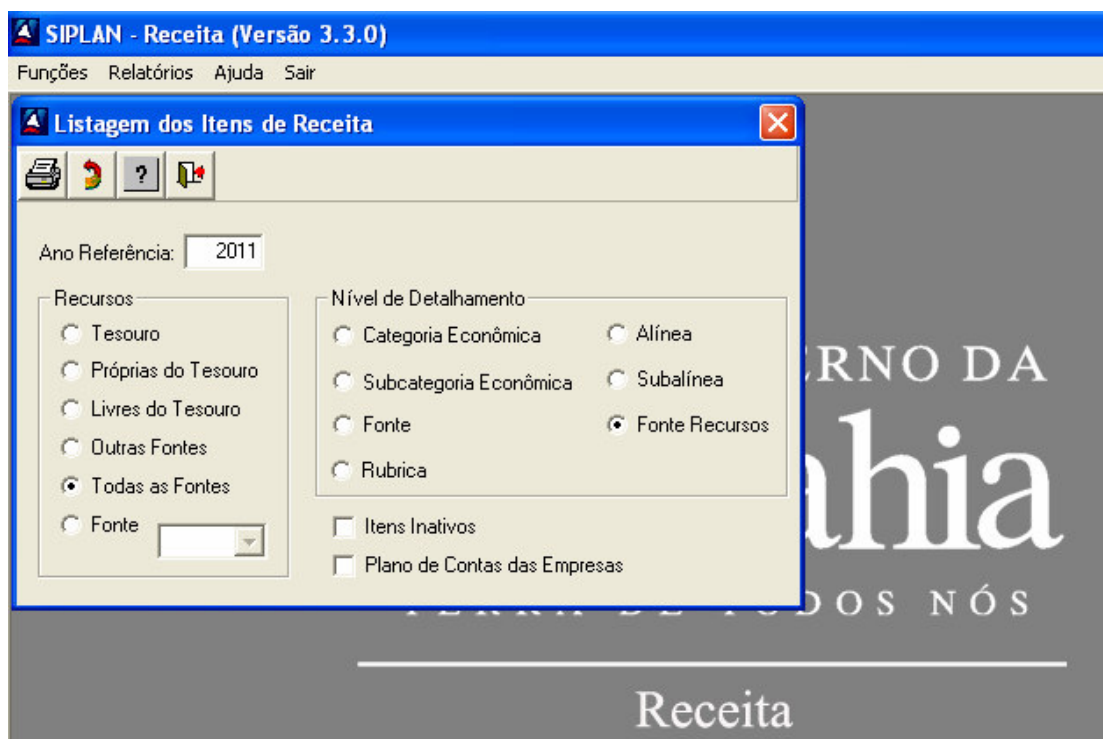 SIPLAN - Receita (Versão 3.3.0)
Funções Relatórios Ajuda Sair
Listagem dos Itens de Receita
?
Ano Referência: 2011
Recursos
Tesouro
Próprias do Tesouro
Livres do Tesouro
Outras Fontes
Todas as Fontes
Fonte
Nível de Detalhamento
Categoria Econômica
Subcategoria Econômica
Fonte
Rubrica
Alínea
Subalínea
Fonte Recursos
Itens Inativos
Plano de Contas das Empresas
RNO DA
ahia
TERRA DE TODOS NÓS
Receita